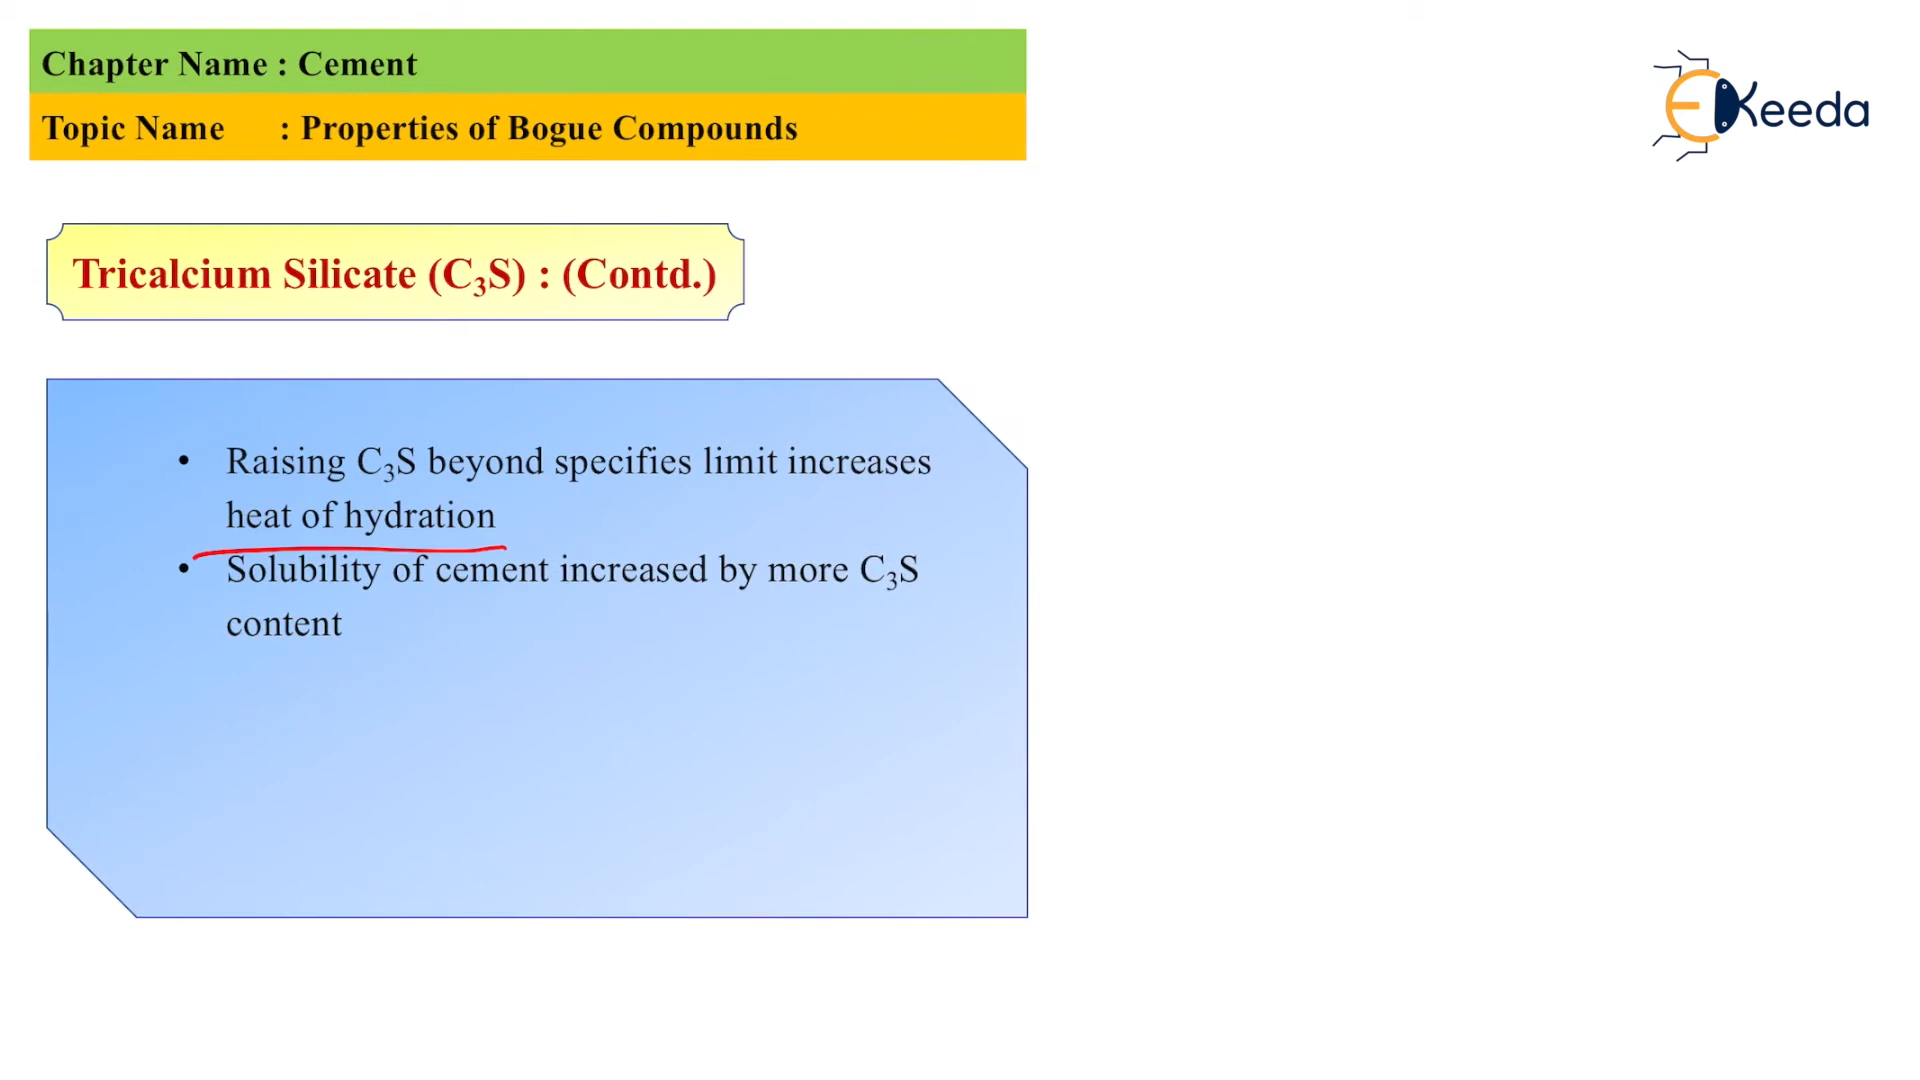 Chapter Name : Cement
Topic Name : Properties of Bogue Compounds
EKeeda
Tricalcium Silicate (C₃S) : (Contd.)
• Raising C₃S beyond specifies limit increases
heat of hydration
• Solubility of cement increased by more C₃S
content